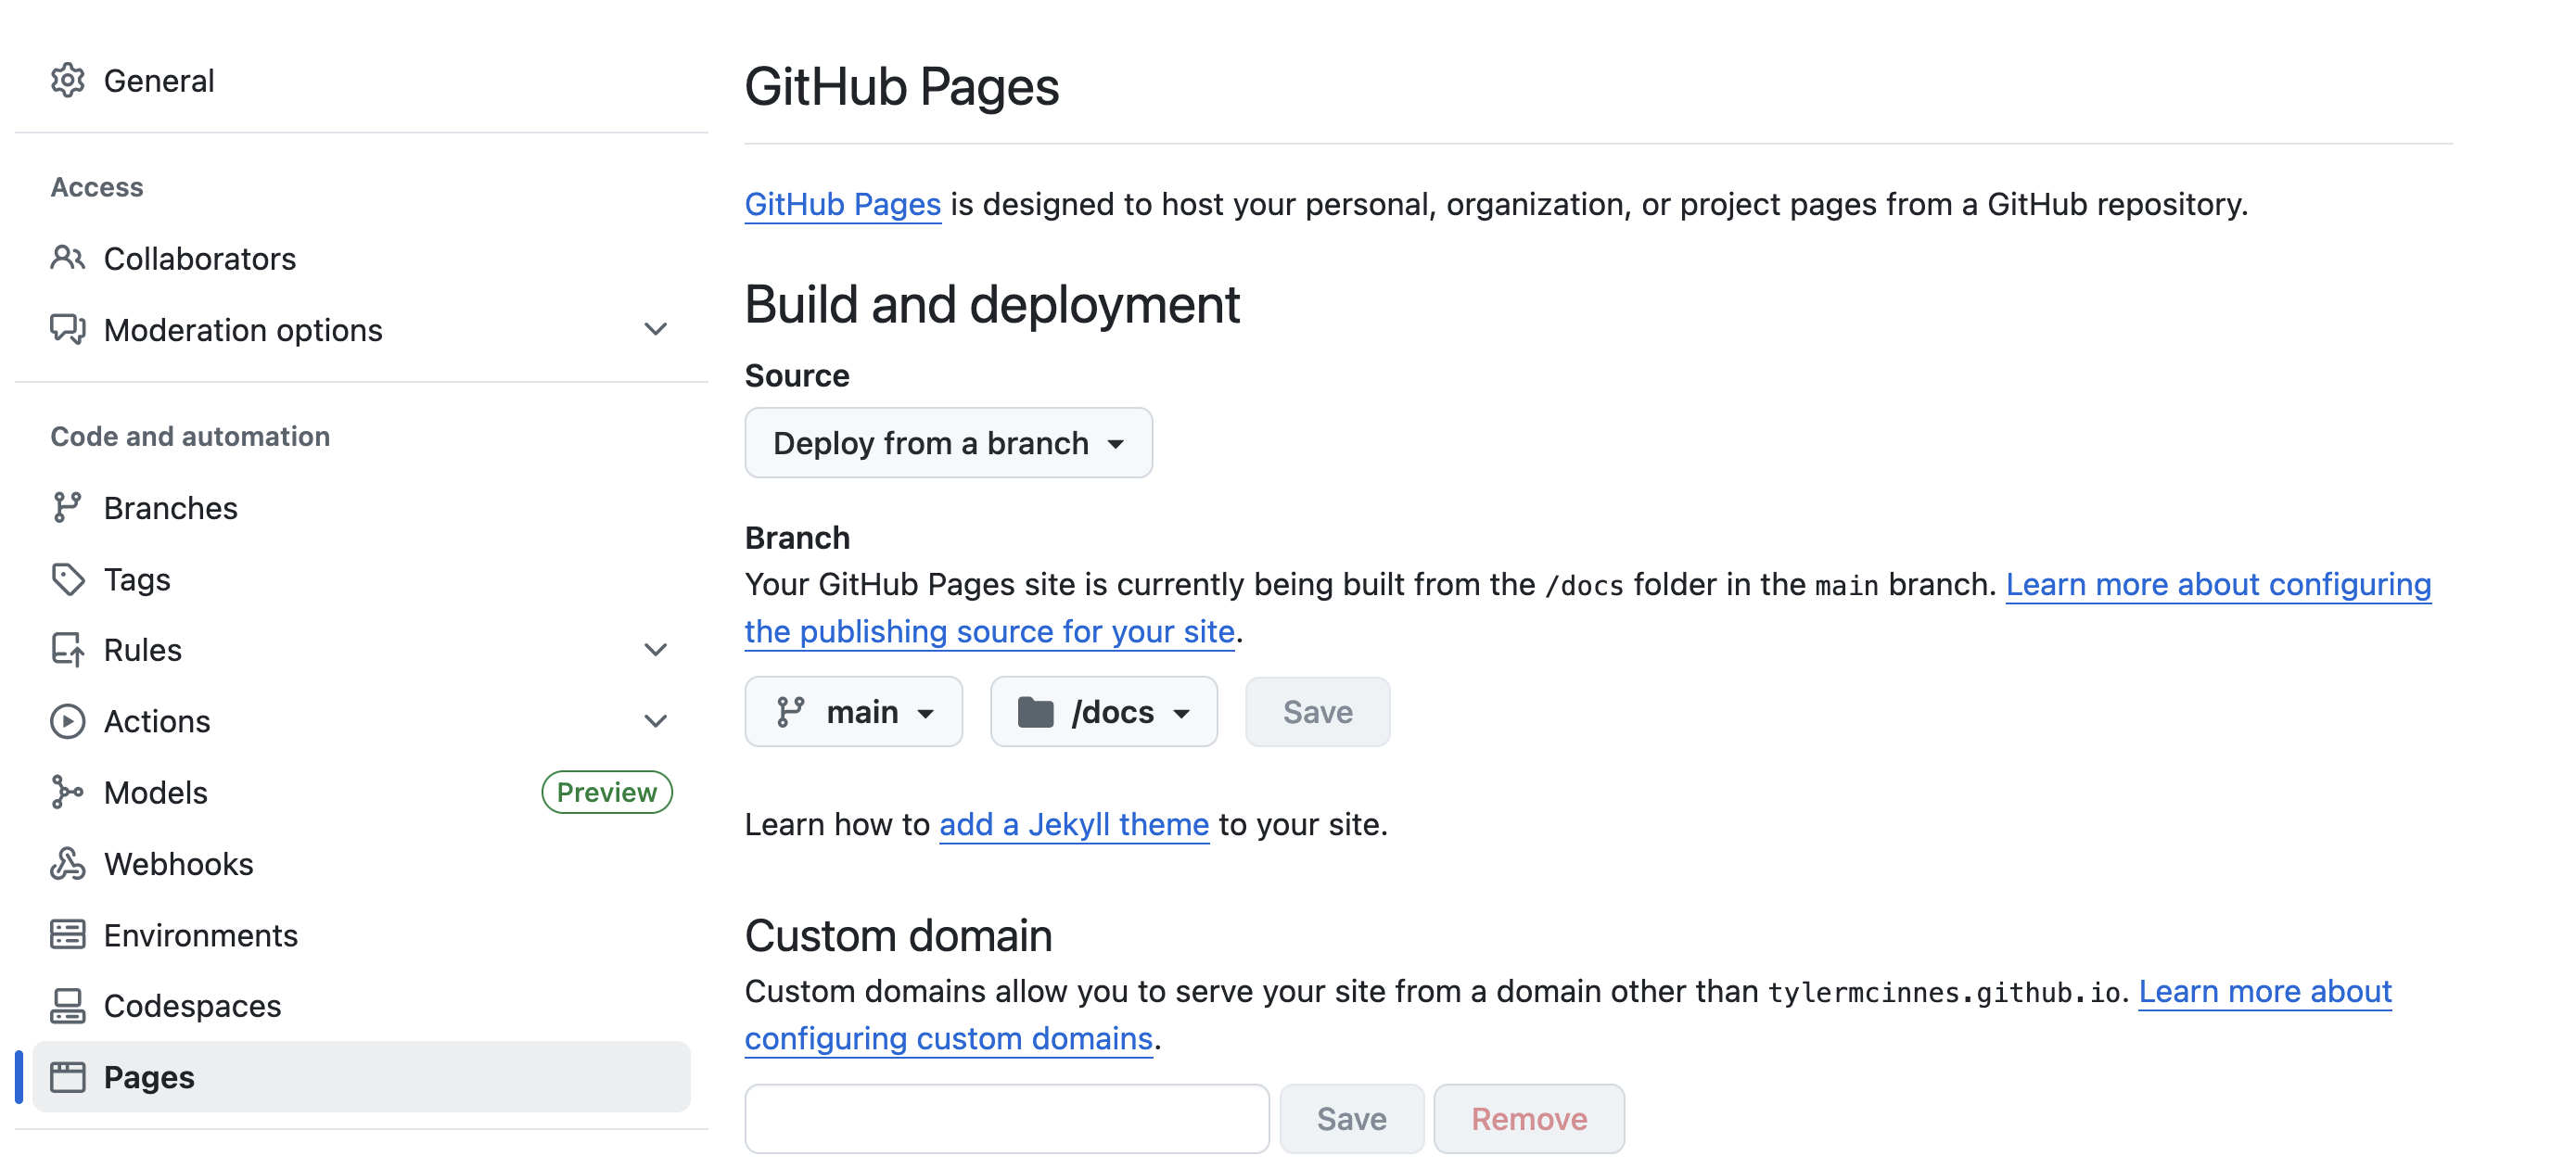 General
Access
Collaborators
Moderation options
Code and automation
Branches
Tags
Rules
Actions
Models Preview
Webhooks
Environments
Codespaces
Pages
GitHub Pages
GitHub Pages is designed to host your personal, organization, or project pages from a GitHub repository.
Build and deployment
Source
Deploy from a branch
Branch
Your GitHub Pages site is currently being built from the /docs folder in the main branch. Learn more about configuring
the publishing source for your site.
main /docs Save
Learn how to add a Jekyll theme to your site.
Custom domain
Custom domains allow you to serve your site from a domain other than tylermcinnes.github.io. Learn more about
configuring custom domains.
Save Remove